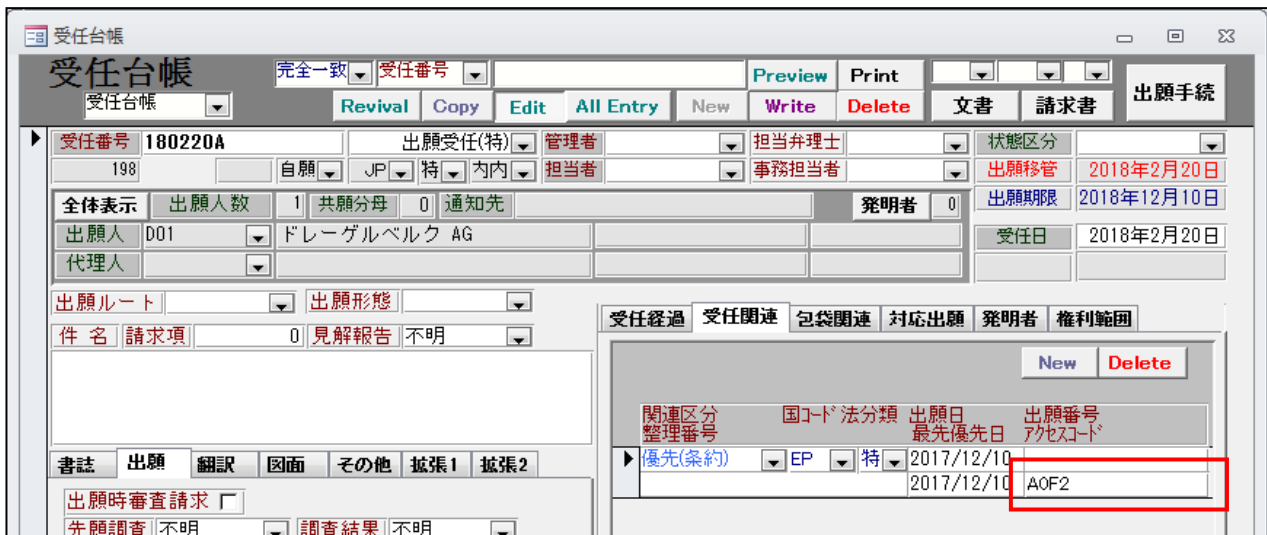 受任台帳
受任台帳 完全一致 受任番号 Preview Print 出願手続
受任台帳 Revival Copy Edit All Entry New Write Delete 文書 請求書
受任番号 180220A 出願受任(特) 管理者 担当弁理士 状態区分
198 自願 JP 特 内内 担当者 事務担当者 出願移管 2018年2月20日
全体表示 出願人数 1 共願分母 0 通知先 発明者 0 出願期限 2018年12月10日
出願人 D01 ドレーゲルベルク AG 受任日 2018年2月20日
代理人
出願ルート 出願形態
件 名 請求項 0 見解報告 不明
受任経過 受任関連 包袋関連 対応出願 発明者 権利範囲
New Delete
関連区分 国コード 法分類 出願日 出願番号
整理番号 最先優先日 アクセスコード
優先(条約) EP 特 2017/12/10
2017/12/10 A0F2
書誌 出願 翻訳 図面 その他 拡張1 拡張2
出願時審査請求
先願調査 不明 調査結果 不明